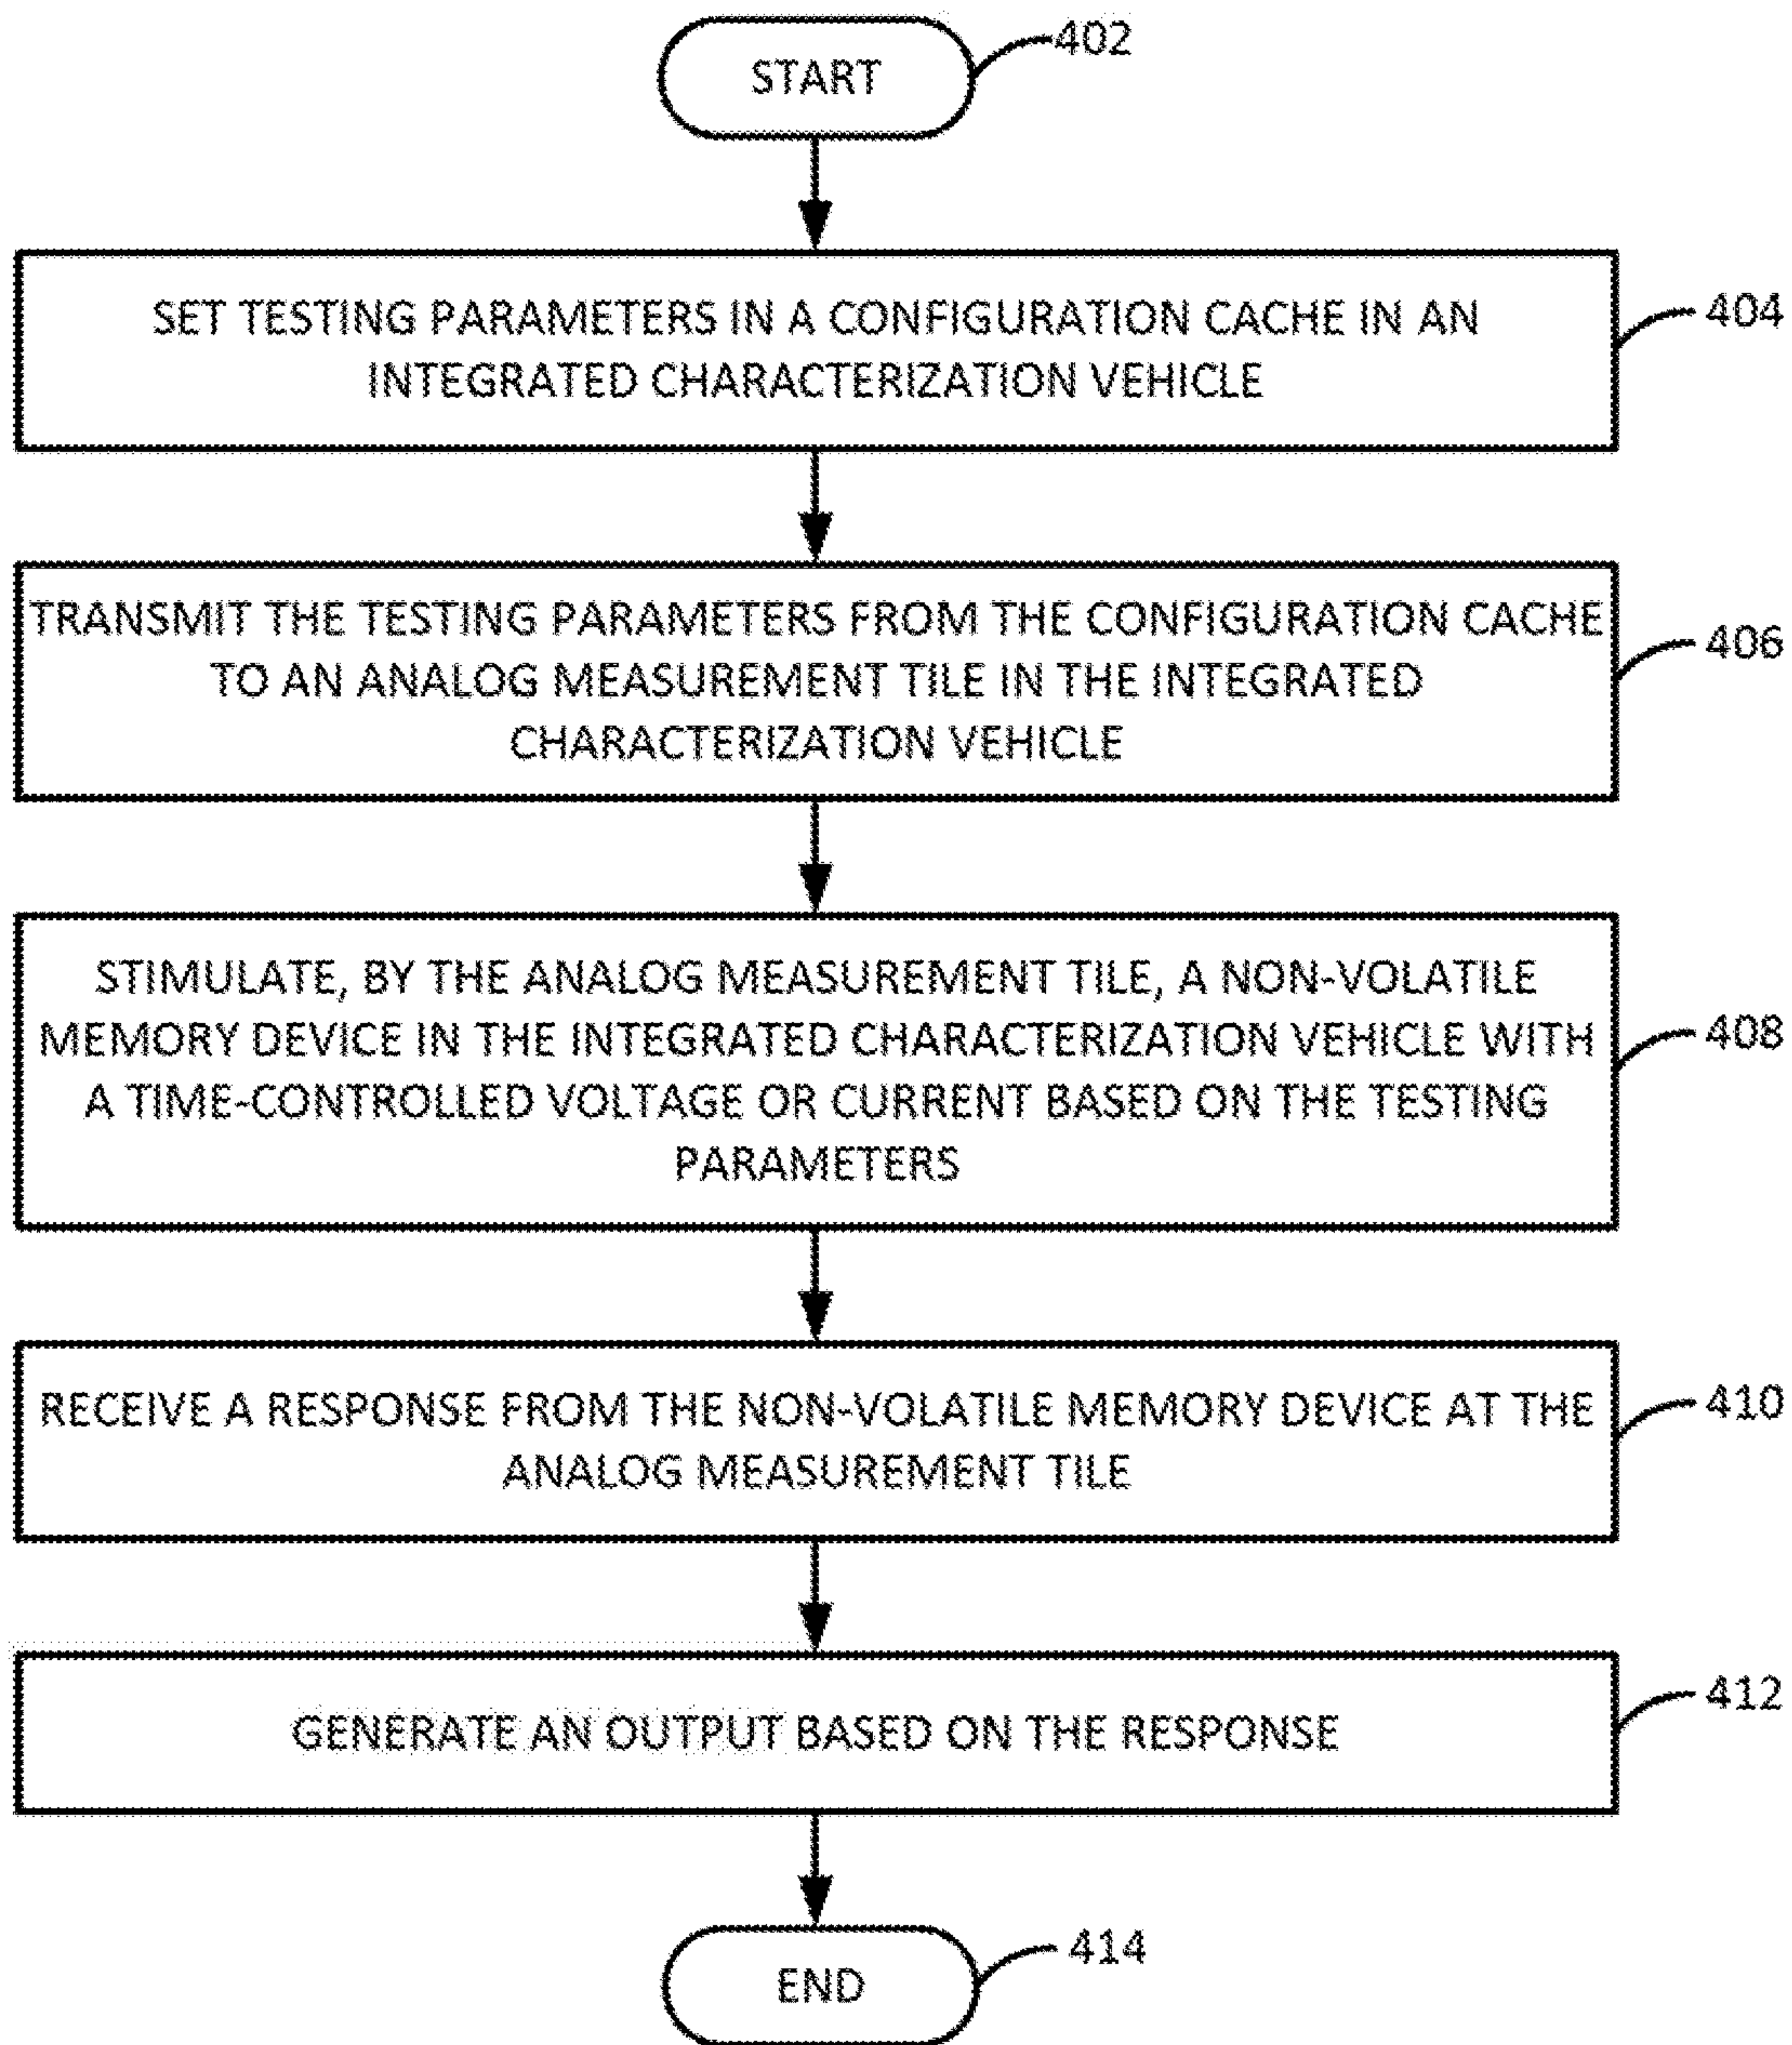 START
402
SET TESTING PARAMETERS IN A CONFIGURATION CACHE IN AN
INTEGRATED CHARACTERIZATION VEHICLE
404
TRANSMIT THE TESTING PARAMETERS FROM THE CONFIGURATION CACHE
TO AN ANALOG MEASUREMENT TILE IN THE INTEGRATED
CHARACTERIZATION VEHICLE
406
STIMULATE, BY THE ANALOG MEASUREMENT TILE, A NON-VOLATILE
MEMORY DEVICE IN THE INTEGRATED CHARACTERIZATION VEHICLE WITH
A TIME-CONTROLLED VOLTAGE OR CURRENT BASED ON THE TESTING
PARAMETERS
408
RECEIVE A RESPONSE FROM THE NON-VOLATILE MEMORY DEVICE AT THE
ANALOG MEASUREMENT TILE
410
GENERATE AN OUTPUT BASED ON THE RESPONSE
412
END
414